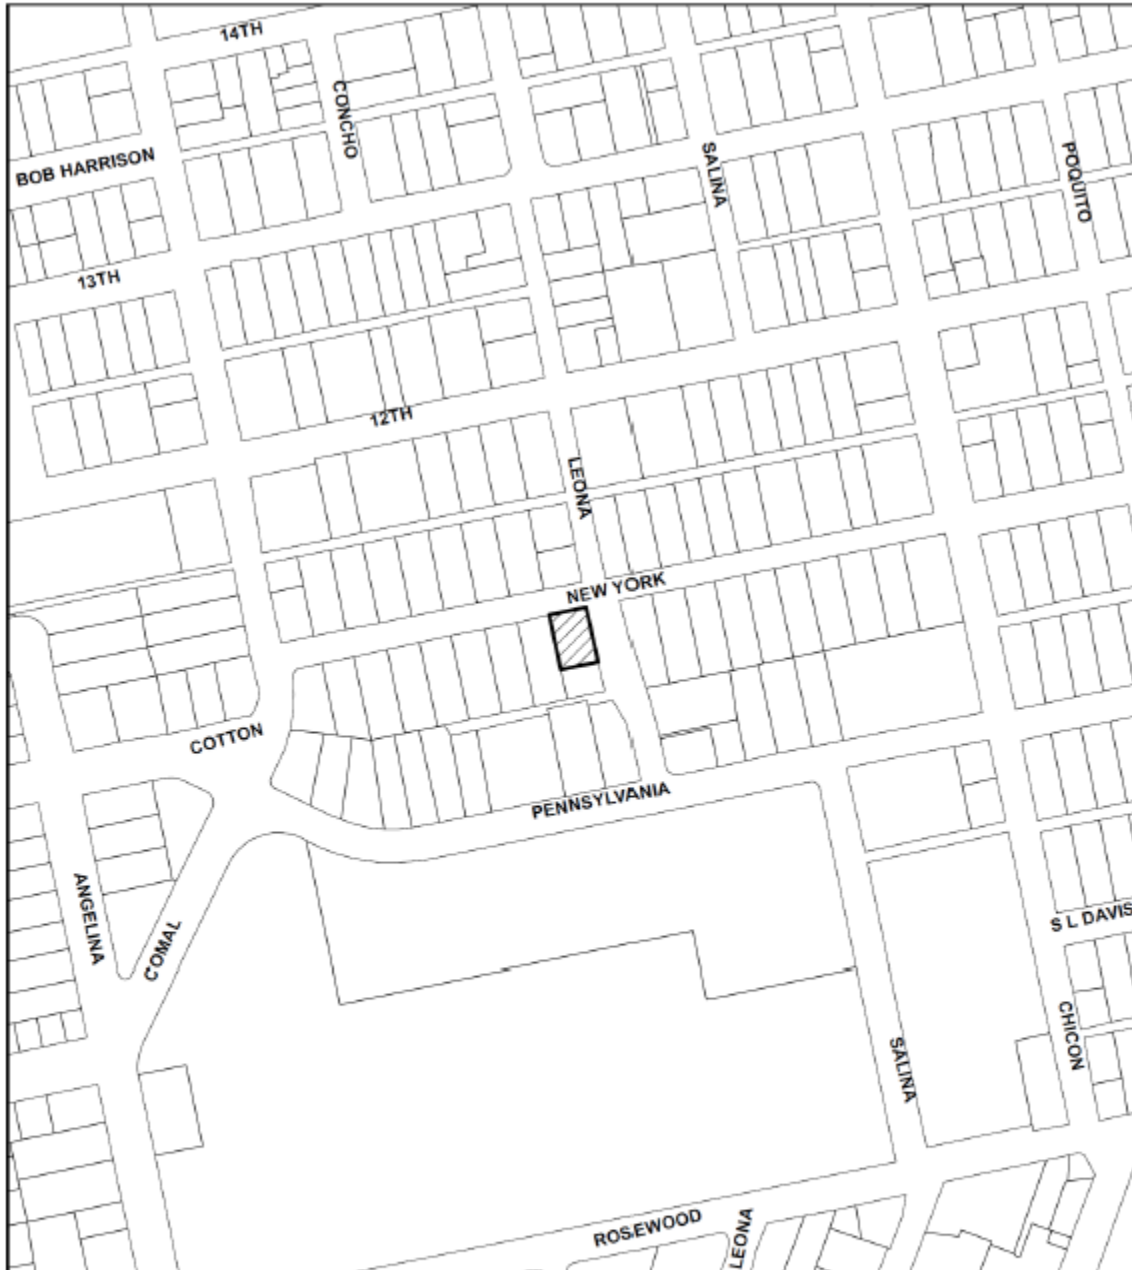 14TH
CONCHO
BOB HARRISON
SALINA
POQUITO
13TH
12TH
LEONA
NEW YORK
COTTON
PENNSYLVANIA
ANGELINA
COMAL
S L DAVIS
CHICON
SALINA
ROSEWOOD
LEONA